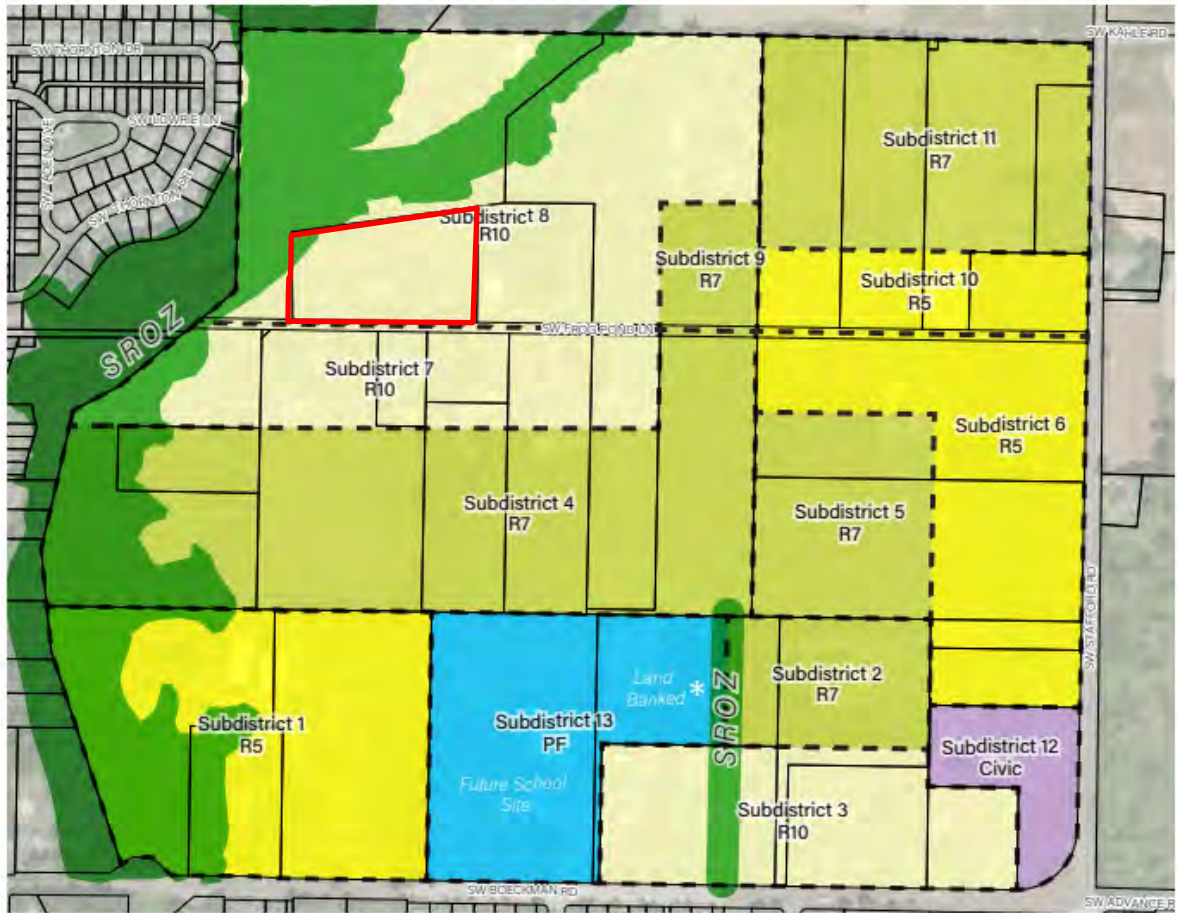 SW KAHLE RD
SW THORNTON DR
SW LOWRIE LN
SW THORNTON DR
Subdistrict 11
R7
Subdistrict 8
R10
Subdistrict 9
R7
Subdistrict 10
R5
SROZ
SW FROG POND LN
Subdistrict 7
R10
Subdistrict 6
R5
Subdistrict 4
R7
Subdistrict 5
R7
SW STAFFORD RD
Land
Banked *
SROZ
Subdistrict 2
R7
Subdistrict 1
R5
Subdistrict 13
PF
Subdistrict 12
Civic
Future School
Site
Subdistrict 3
R10
SW BOECKMAN RD
SW ADVANCE R